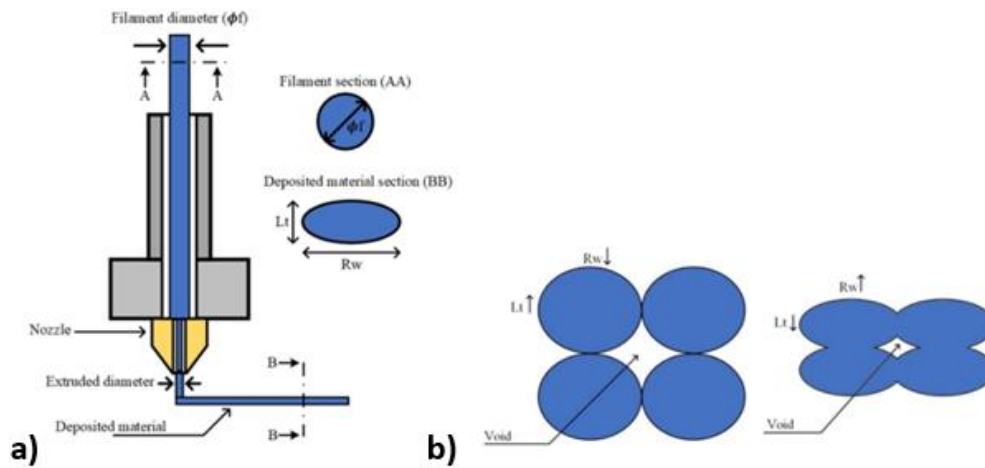 Filament diameter (ϕf)
A
A
Filament section (AA)
ϕf
Deposited material section (BB)
Lt
Rw
Nozzle
Extruded diameter
B
Deposited material
B
a)
Rw↓
Lt↑
Void
b)
Rw↑
Lt↓
Void